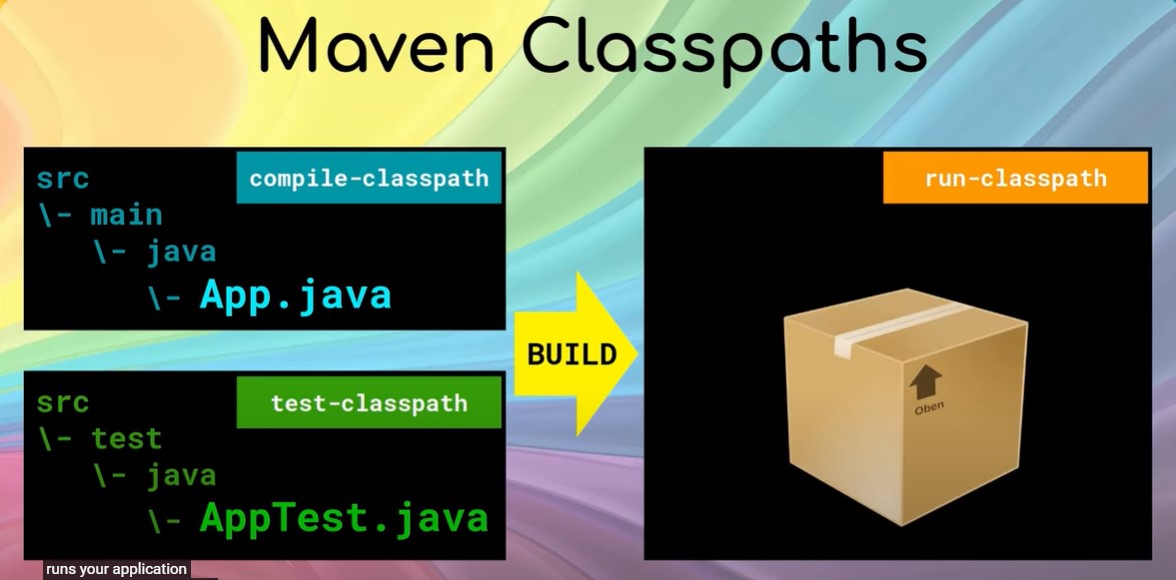 Maven Classpaths
compile-classpath
src
\- main
\- java
\- App.java
test-classpath
src
\- test
\- java
\- AppTest.java
BUILD
run-classpath
Oben
runs your application